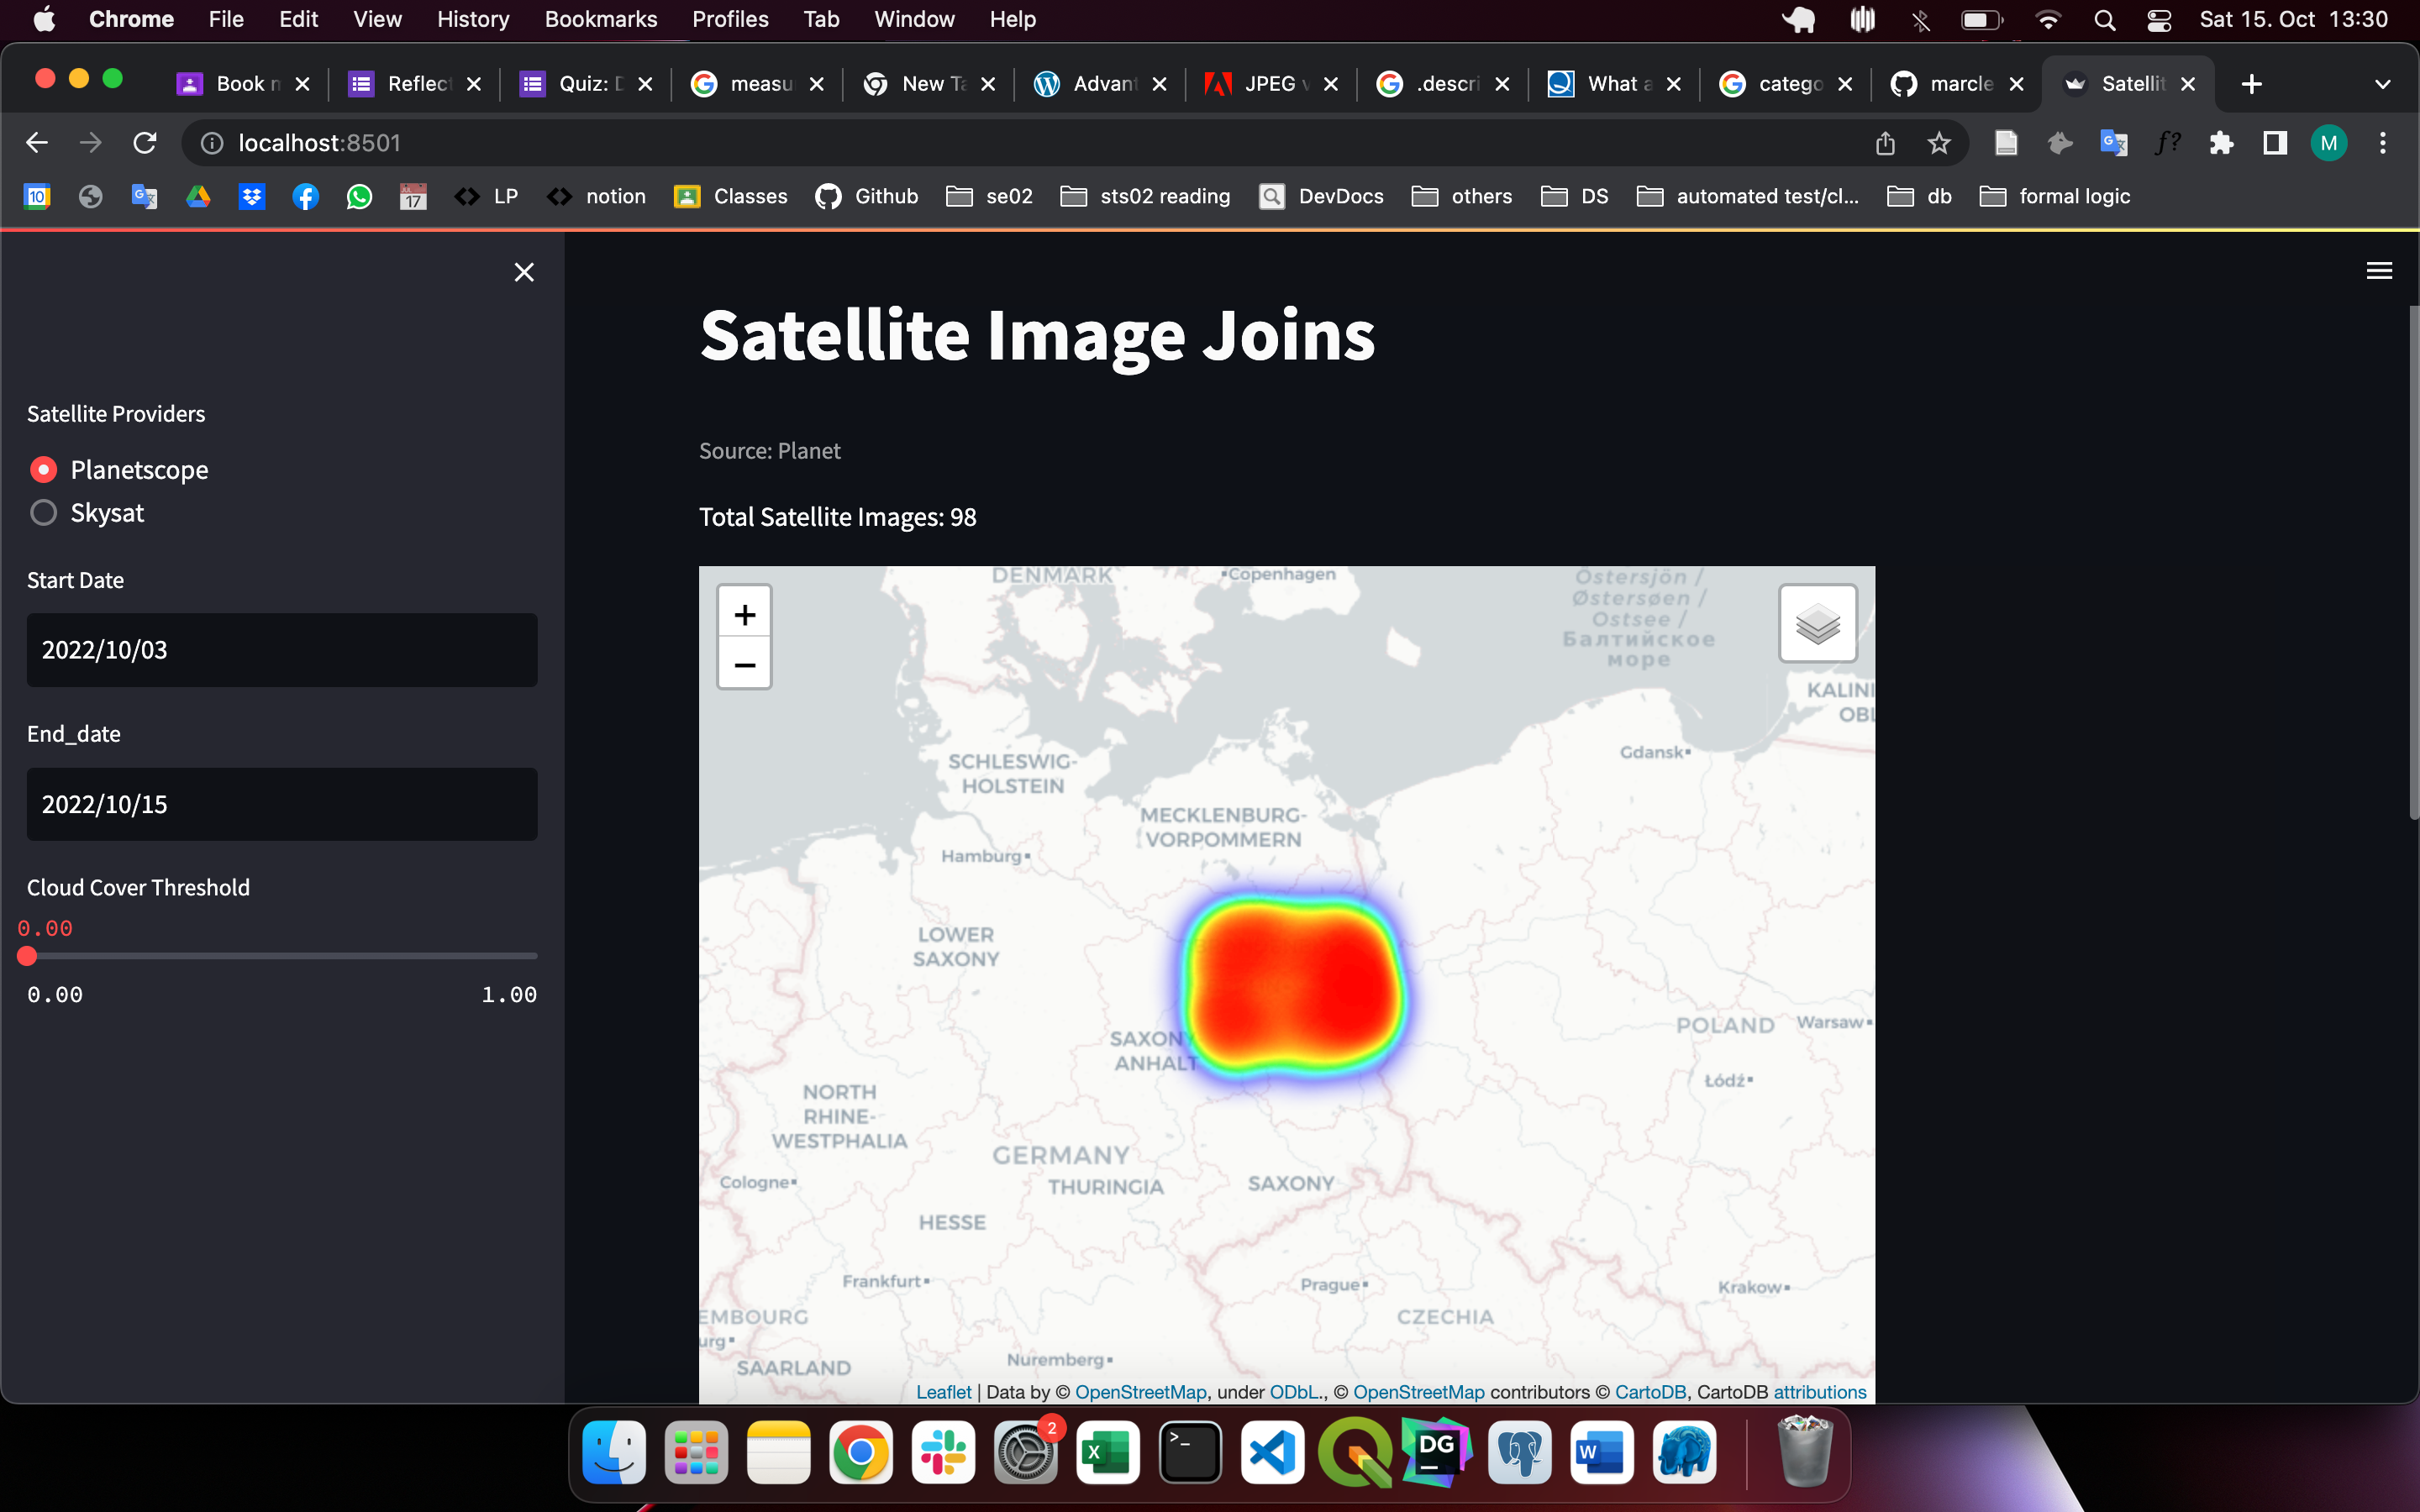 Chrome File Edit View History Bookmarks Profiles Tab Window Help Sat 15. Oct 13:30
Book n Reflect Quiz: D measu New Ta Advant JPEG v .descri What a catego marcle Satellit
localhost:8501 f? M
10 17 LP notion Classes Github se02 sts02 reading DevDocs others DS automated test/cl... db formal logic
Satellite Providers
Planetscope
Skysat
Start Date
2022/10/03
End_date
2022/10/15
Cloud Cover Threshold
0.00
0.00 1.00
Satellite Image Joins
Source: Planet
Total Satellite Images: 98
+
−
DENMARK
Copenhagen
Östersjön /
Østersøen /
Ostsee /
Балтийское
море
KALINI
OBL
Gdansk
SCHLESWIG-
HOLSTEIN
MECKLENBURG-
VORPOMMERN
Hamburg
LOWER
SAXONY
SAXONY
ANHALT
POLAND Warsaw
Łódź
NORTH
RHINE-
WESTPHALIA
GERMANY
Cologne
THURINGIA
SAXONY
HESSE
Frankfurt
Prague
Krakow
EMBOURG
urg
CZECHIA
SAARLAND
Nuremberg
Leaflet | Data by © OpenStreetMap, under ODbL., © OpenStreetMap contributors © CartoDB, CartoDB attributions
2
X
>_
DG
W